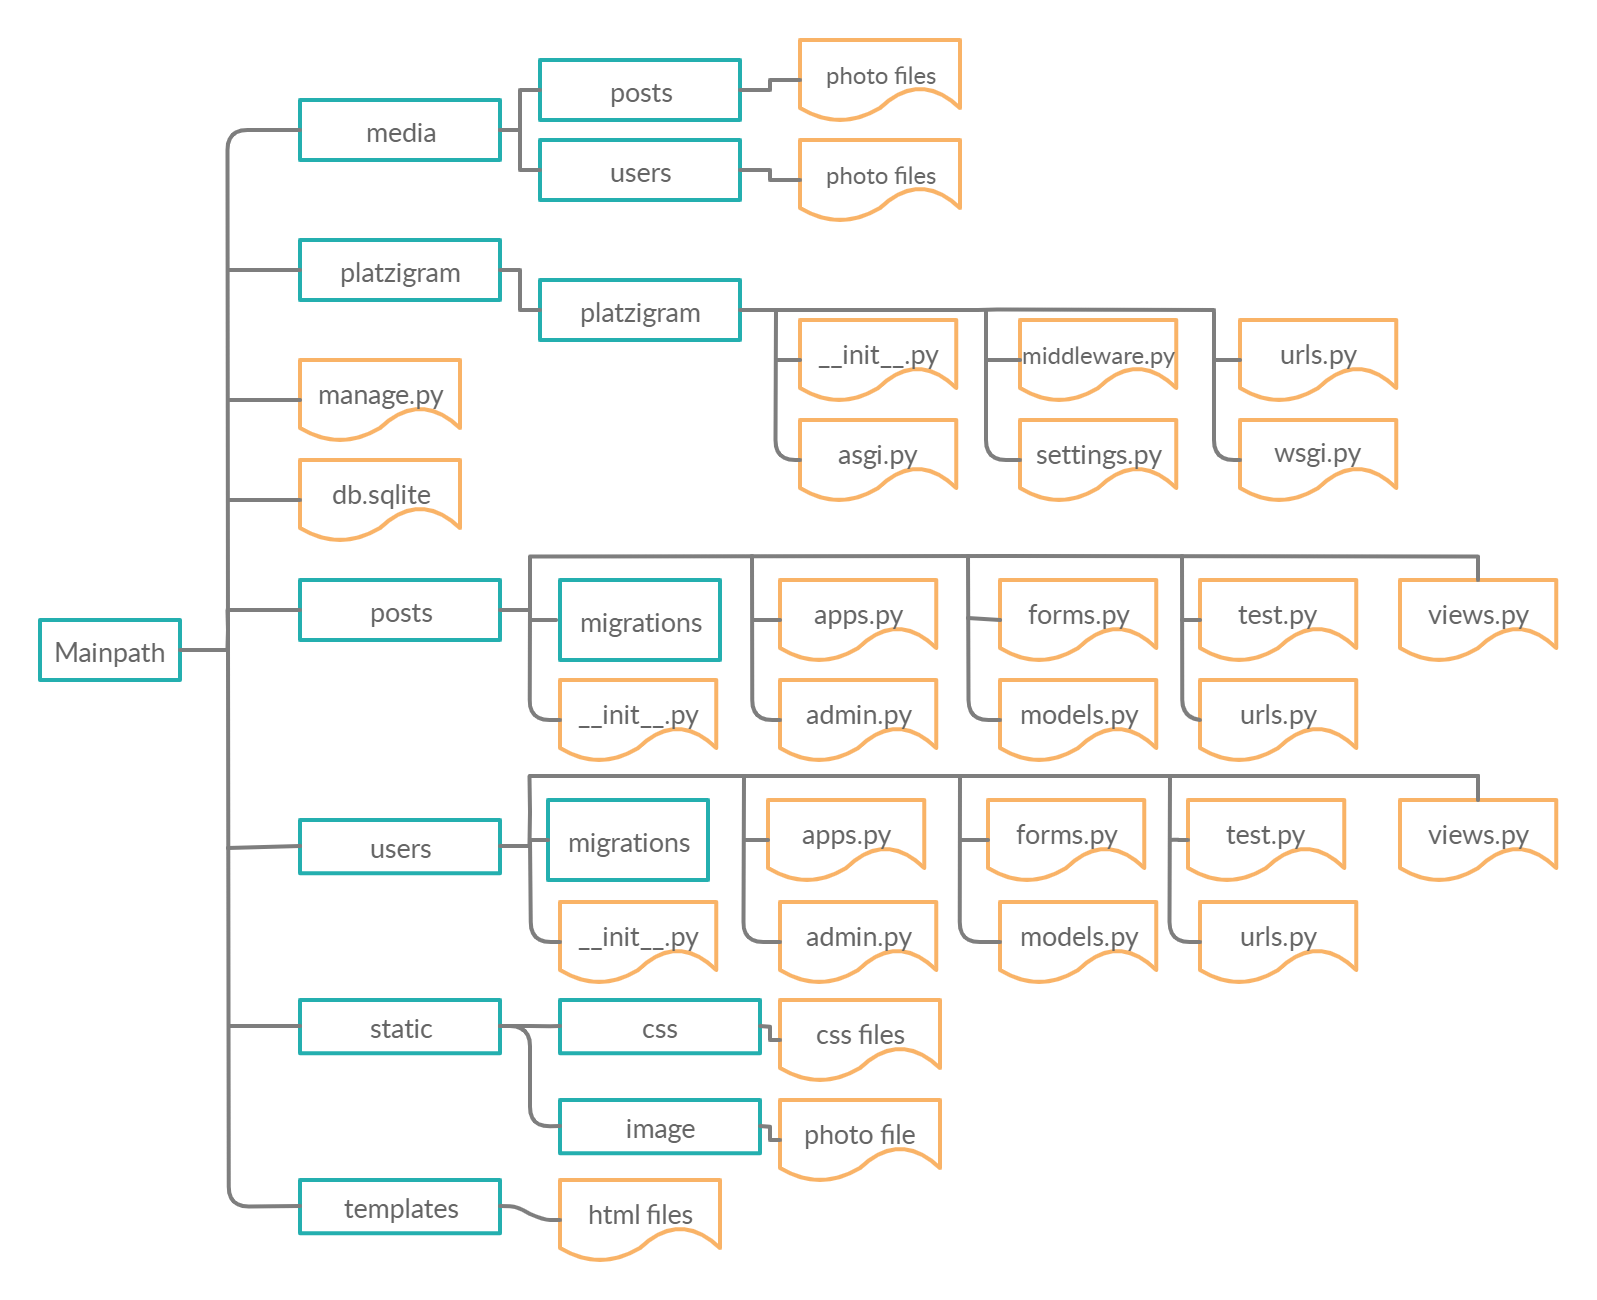 posts
photo files
media
users
photo files
platzigram
platzigram
__init__.py
middleware.py
urls.py
manage.py
asgi.py
settings.py
wsgi.py
db.sqlite
Mainpath
posts
migrations
apps.py
forms.py
test.py
views.py
__init__.py
admin.py
models.py
urls.py
users
migrations
apps.py
forms.py
test.py
views.py
__init__.py
admin.py
models.py
urls.py
static
css
css files
image
photo file
templates
html files